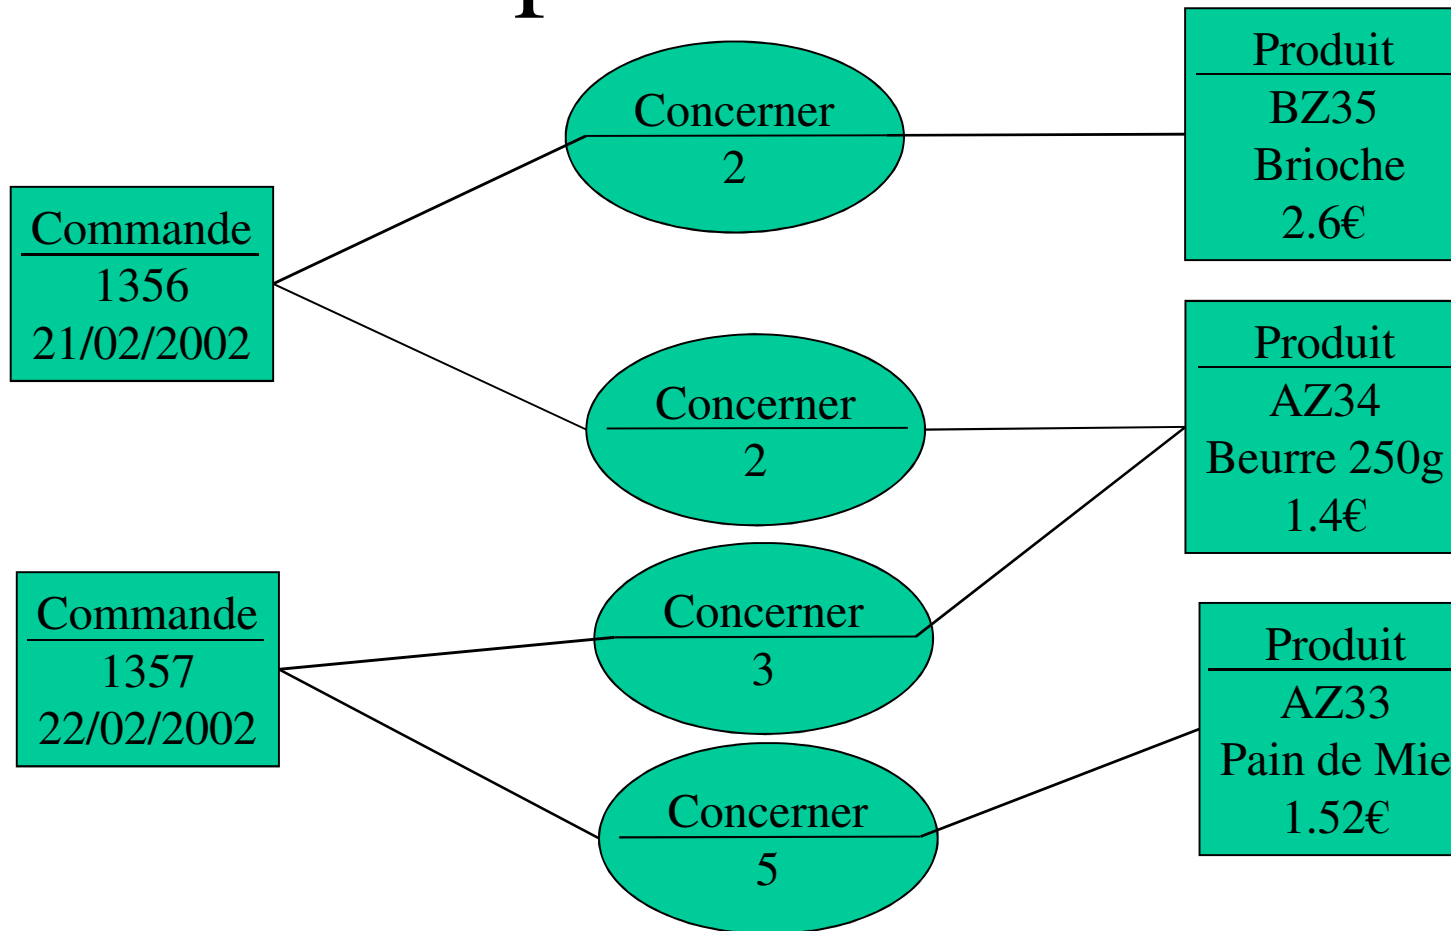 Concerner
2
Produit
BZ35
Brioche
2.6€
Commande
1356
21/02/2002
Concerner
2
Produit
AZ34
Beurre 250g
1.4€
Commande
1357
22/02/2002
Concerner
3
Produit
AZ33
Pain de Mie
1.52€
Concerner
5